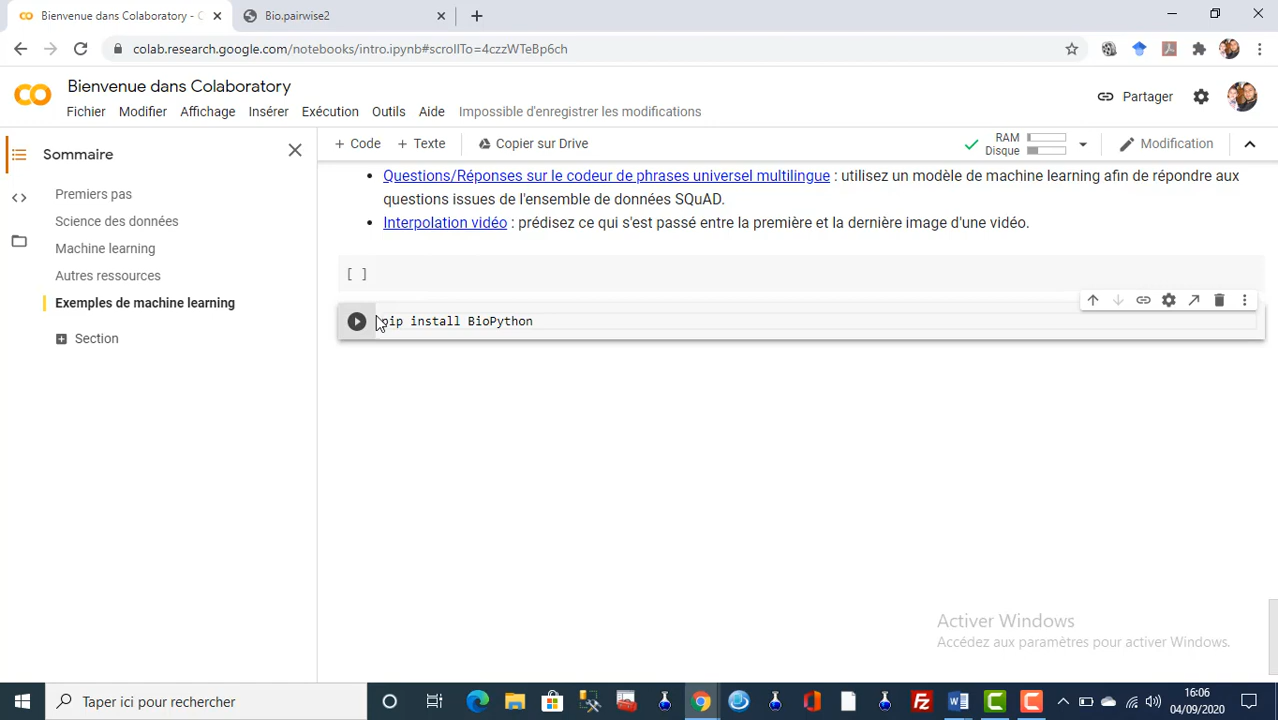 Bienvenue dans Colaboratory - C
Bio.pairwise2
colab.research.google.com/notebooks/intro.ipynb#scrollTo=4czzWTeBp6ch
Bienvenue dans Colaboratory
Fichier Modifier Affichage Insérer Exécution Outils Aide Impossible d'enregistrer les modifications
Partager
Sommaire
+ Code + Texte Copier sur Drive
RAM
Disque
Modification
Premiers pas
Science des données
Machine learning
Autres ressources
Exemples de machine learning
Section
Questions/Réponses sur le codeur de phrases universel multilingue : utilisez un modèle de machine learning afin de répondre aux
questions issues de l'ensemble de données SQuAD.
Interpolation vidéo : prédisez ce qui s'est passé entre la première et la dernière image d'une vidéo.
[ ]
pip install BioPython
Activer Windows
Accédez aux paramètres pour activer Windows.
Taper ici pour rechercher
16:06
04/09/2020